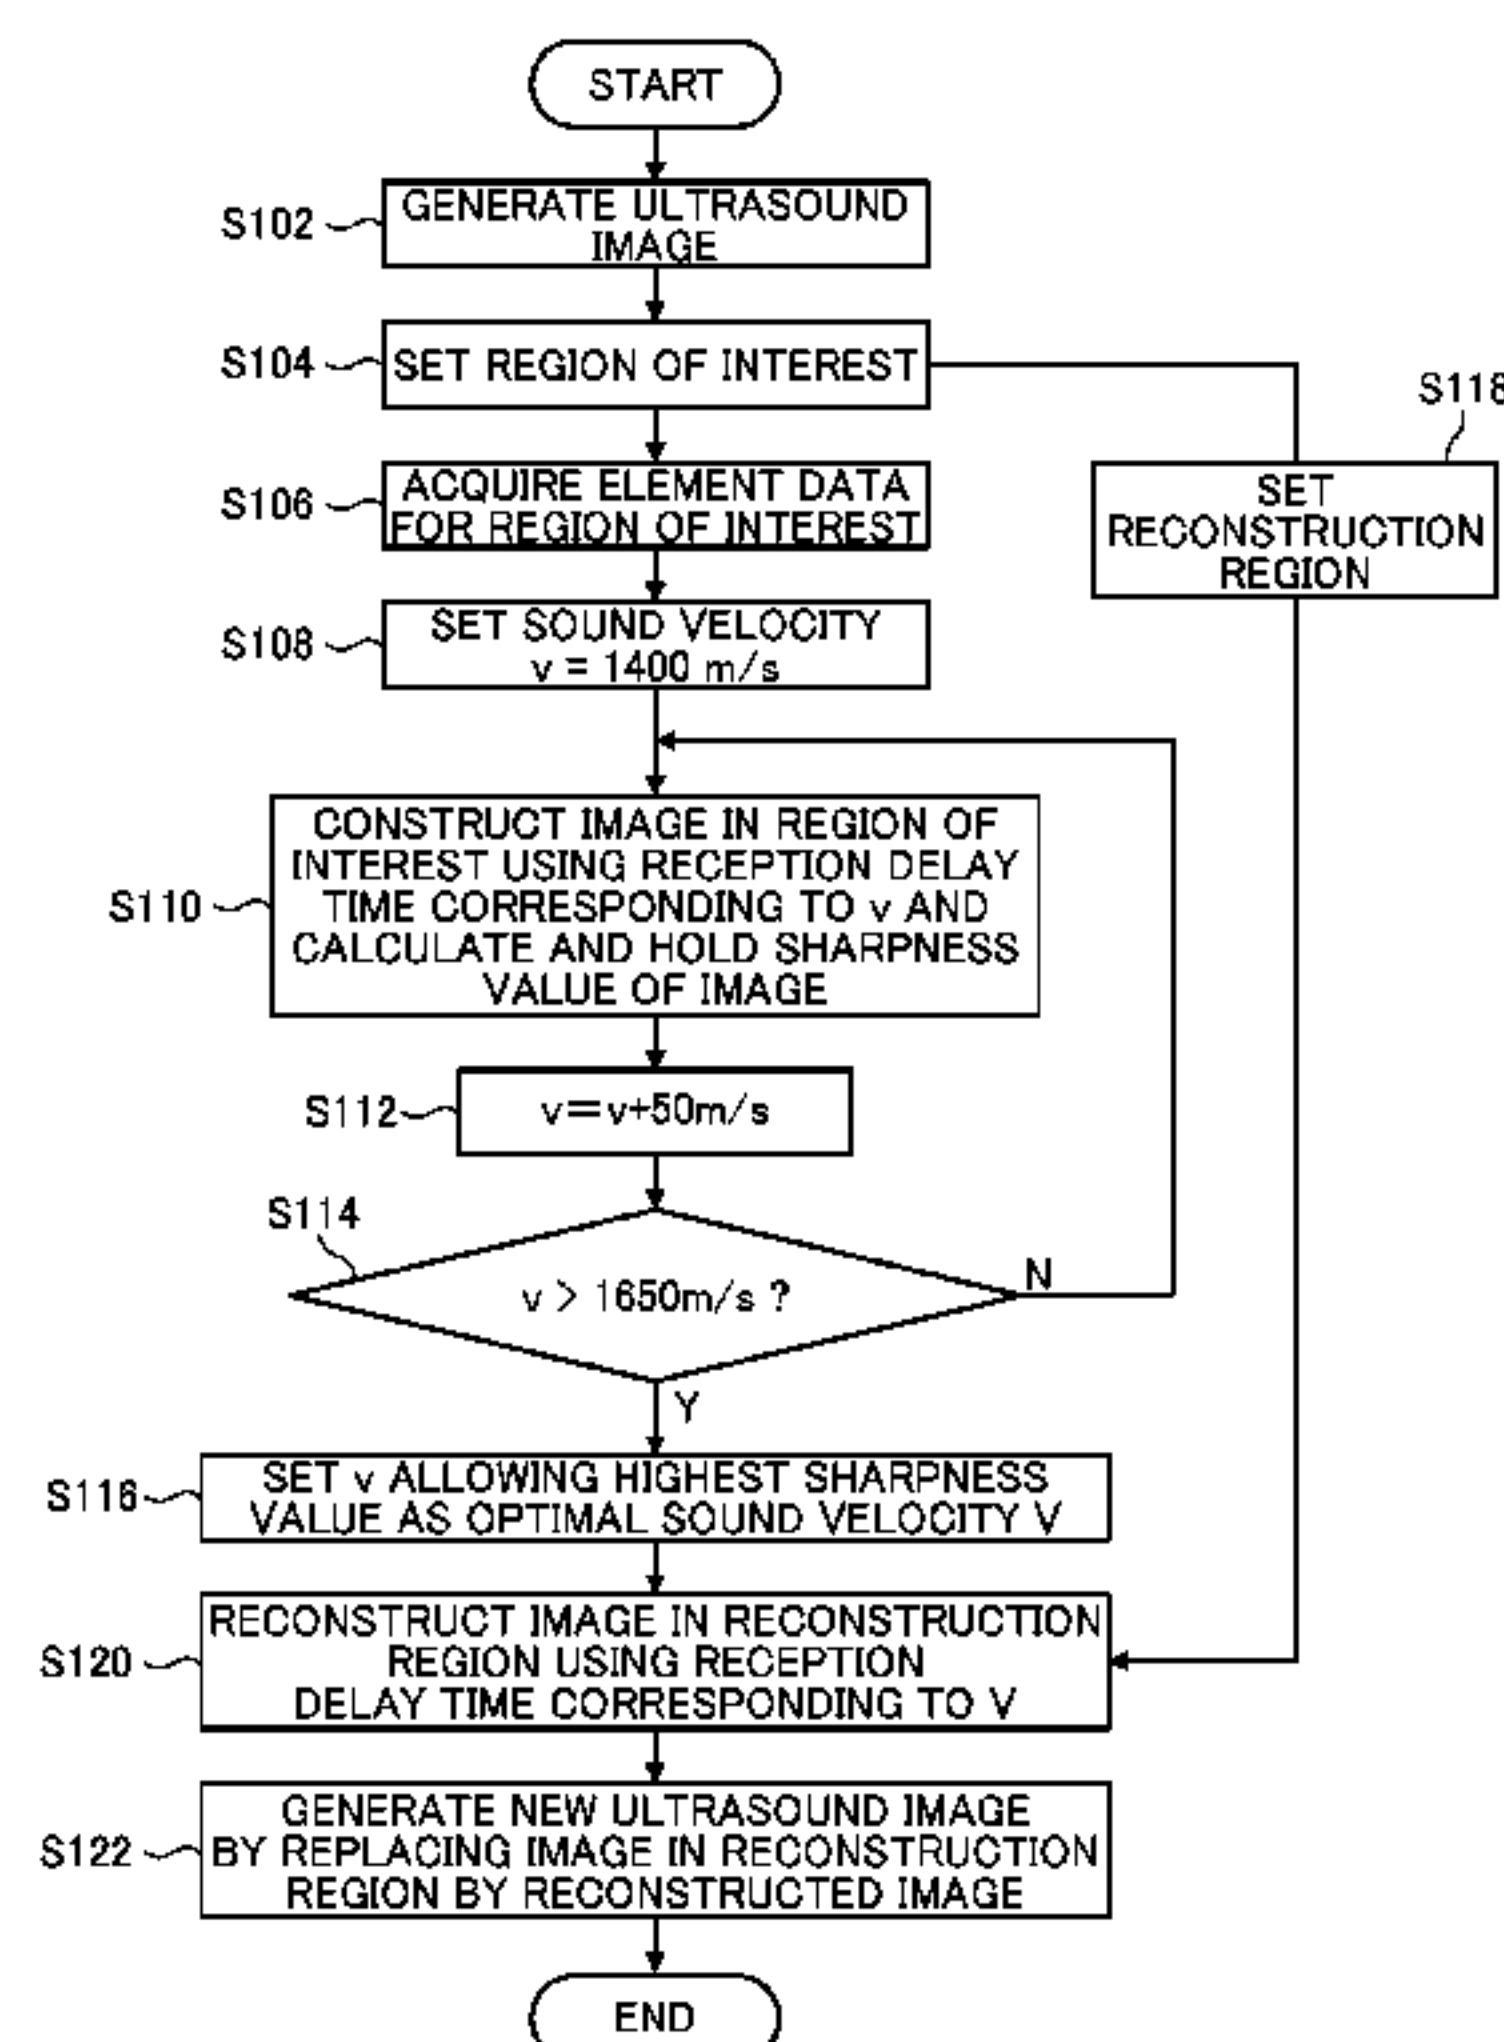 START
S102
GENERATE ULTRASOUND
IMAGE
S104
SET REGION OF INTEREST
S118
SET
RECONSTRUCTION
REGION
S106
ACQUIRE ELEMENT DATA
FOR REGION OF INTEREST
S108
SET SOUND VELOCITY
v = 1400 m/s
S110
CONSTRUCT IMAGE IN REGION OF
INTEREST USING RECEPTION DELAY
TIME CORRESPONDING TO v AND
CALCULATE AND HOLD SHARPNESS
VALUE OF IMAGE
S112
v=v+50m/s
S114
v > 1650m/s ?
N
Y
S116
SET v ALLOWING HIGHEST SHARPNESS
VALUE AS OPTIMAL SOUND VELOCITY V
S120
RECONSTRUCT IMAGE IN RECONSTRUCTION
REGION USING RECEPTION
DELAY TIME CORRESPONDING TO V
S122
GENERATE NEW ULTRASOUND IMAGE
BY REPLACING IMAGE IN RECONSTRUCTION
REGION BY RECONSTRUCTED IMAGE
END